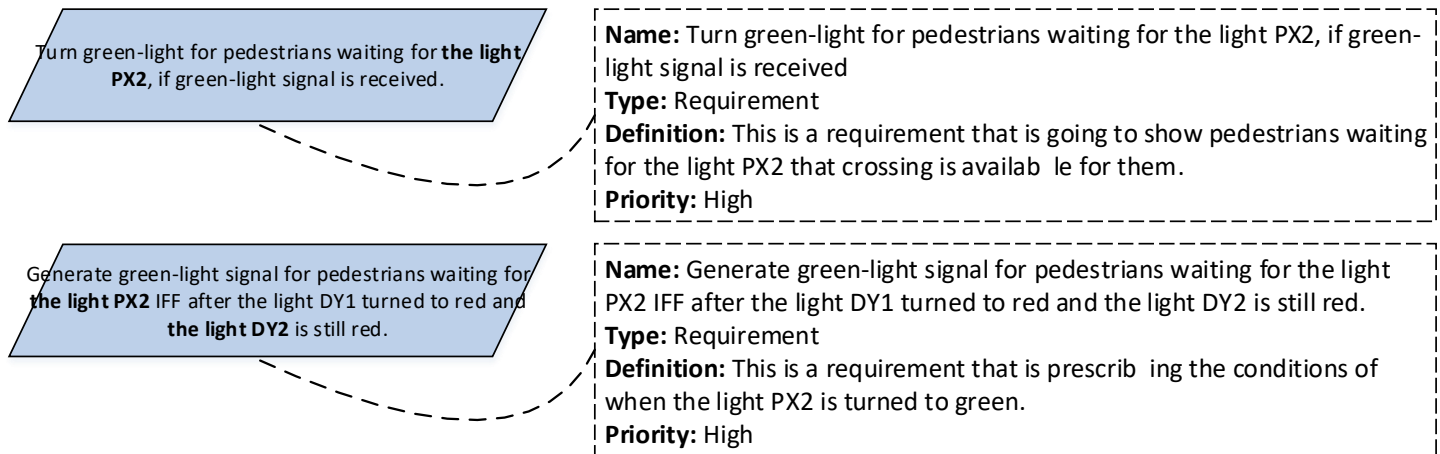 Turn green-light for pedestrians waiting for the light
PX2, if green-light signal is received.
Name: Turn green-light for pedestrians waiting for the light PX2, if green-
light signal is received
Type: Requirement
Definition: This is a requirement that is going to show pedestrians waiting
for the light PX2 that crossing is availab le for them.
Priority: High
Generate green-light signal for pedestrians waiting for
the light PX2 IFF after the light DY1 turned to red and
the light DY2 is still red.
Name: Generate green-light signal for pedestrians waiting for the light
PX2 IFF after the light DY1 turned to red and the light DY2 is still red.
Type: Requirement
Definition: This is a requirement that is prescrib ing the conditions of
when the light PX2 is turned to green.
Priority: High